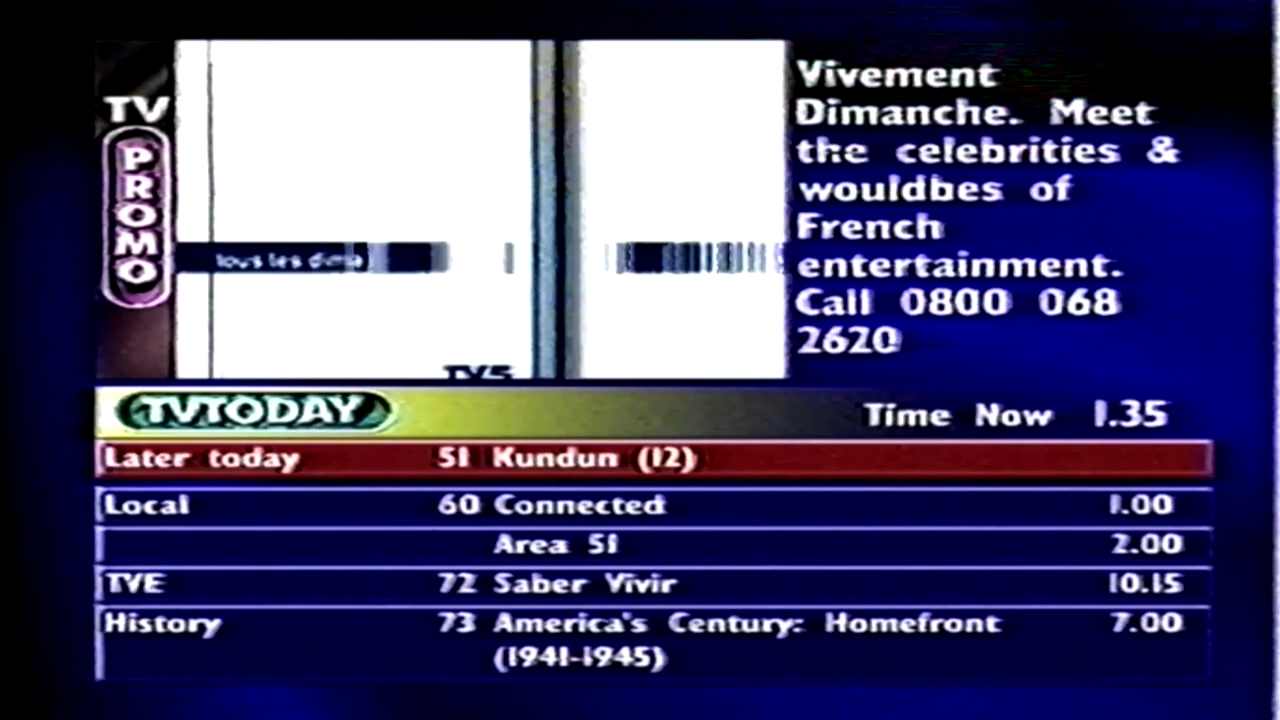 TV
PROMO
tous les dima
TV5
Vivement
Dimanche. Meet
the celebrities &
wouldbes of
French
entertainment.
Call 0800 068
2620
TVTODAY Time Now 1.35
Later today 51 Kundun (12)
Local 60 Connected 1.00
Area 51 2.00
TVE 72 Saber Vivir 10.15
History 73 America's Century: Homefront 7.00
(1941-1945)